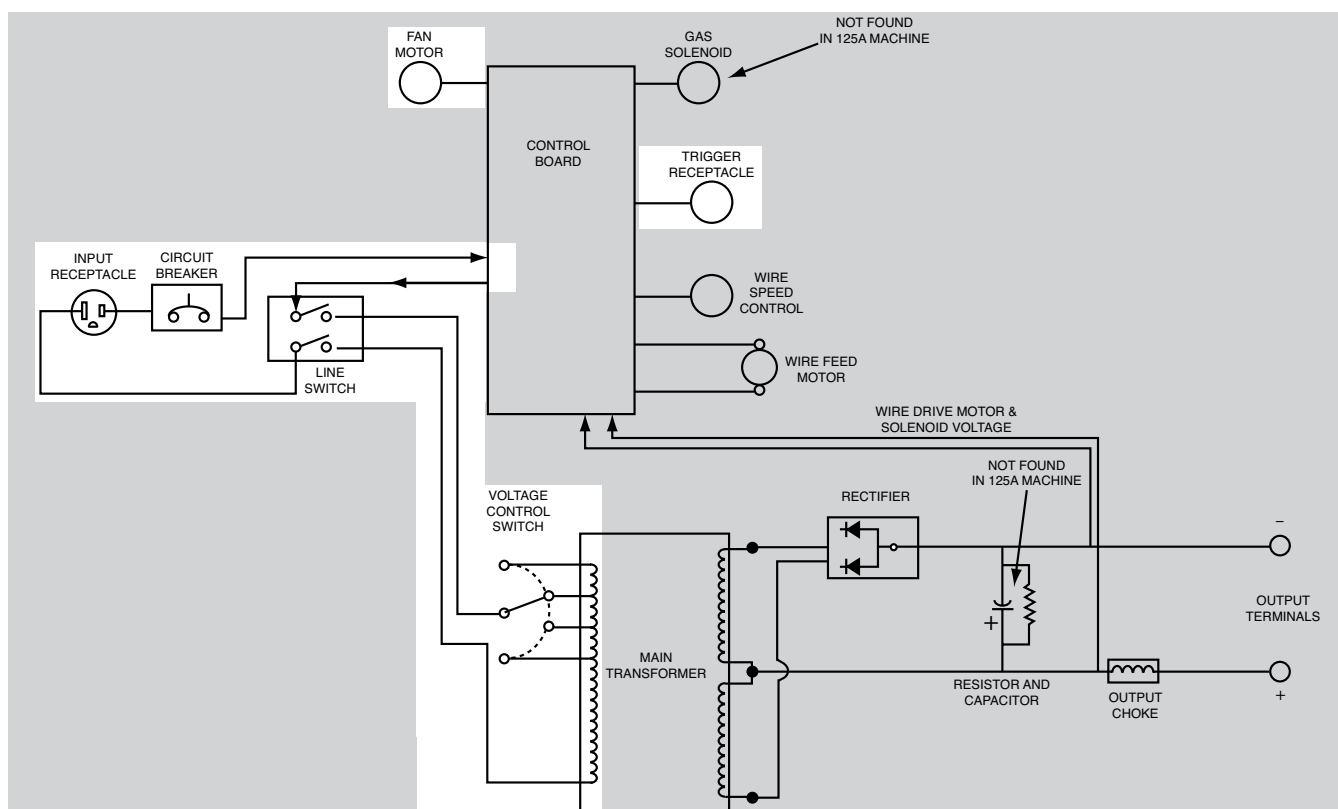 NOT FOUND
IN 125A MACHINE
FAN
MOTOR
GAS
SOLENOID
CONTROL
BOARD
TRIGGER
RECEPTACLE
INPUT
RECEPTACLE
CIRCUIT
BREAKER
WIRE
SPEED
CONTROL
LINE
SWITCH
WIRE FEED
MOTOR
WIRE DRIVE MOTOR &
SOLENOID VOLTAGE
NOT FOUND
IN 125A MACHINE
VOLTAGE
CONTROL
SWITCH
RECTIFIER
−
+
OUTPUT
TERMINALS
MAIN
TRANSFORMER
RESISTOR AND
CAPACITOR
OUTPUT
CHOKE
+